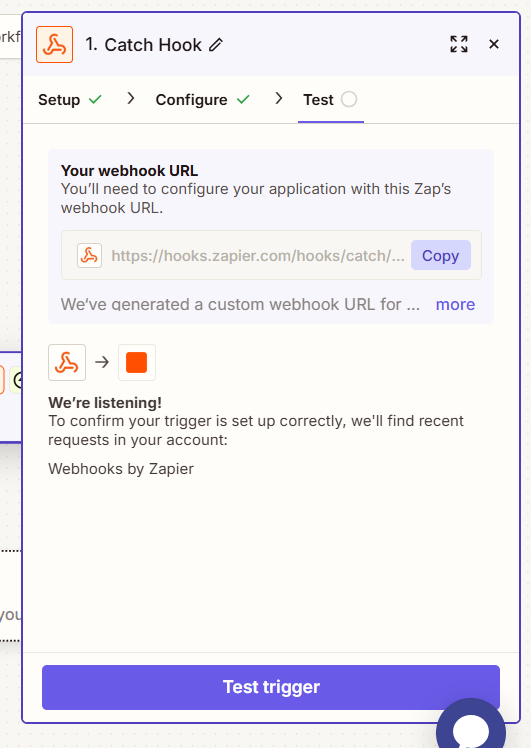 orkf
1. Catch Hook
Setup
Configure
Test
Your webhook URL
You'll need to configure your application with this Zap's
webhook URL.
https://hooks.zapier.com/hooks/catch/...
Copy
We've generated a custom webhook URL for ...
more
We're listening!
To confirm your trigger is set up correctly, we'll find recent
requests in your account:
Webhooks by Zapier
you
Test trigger